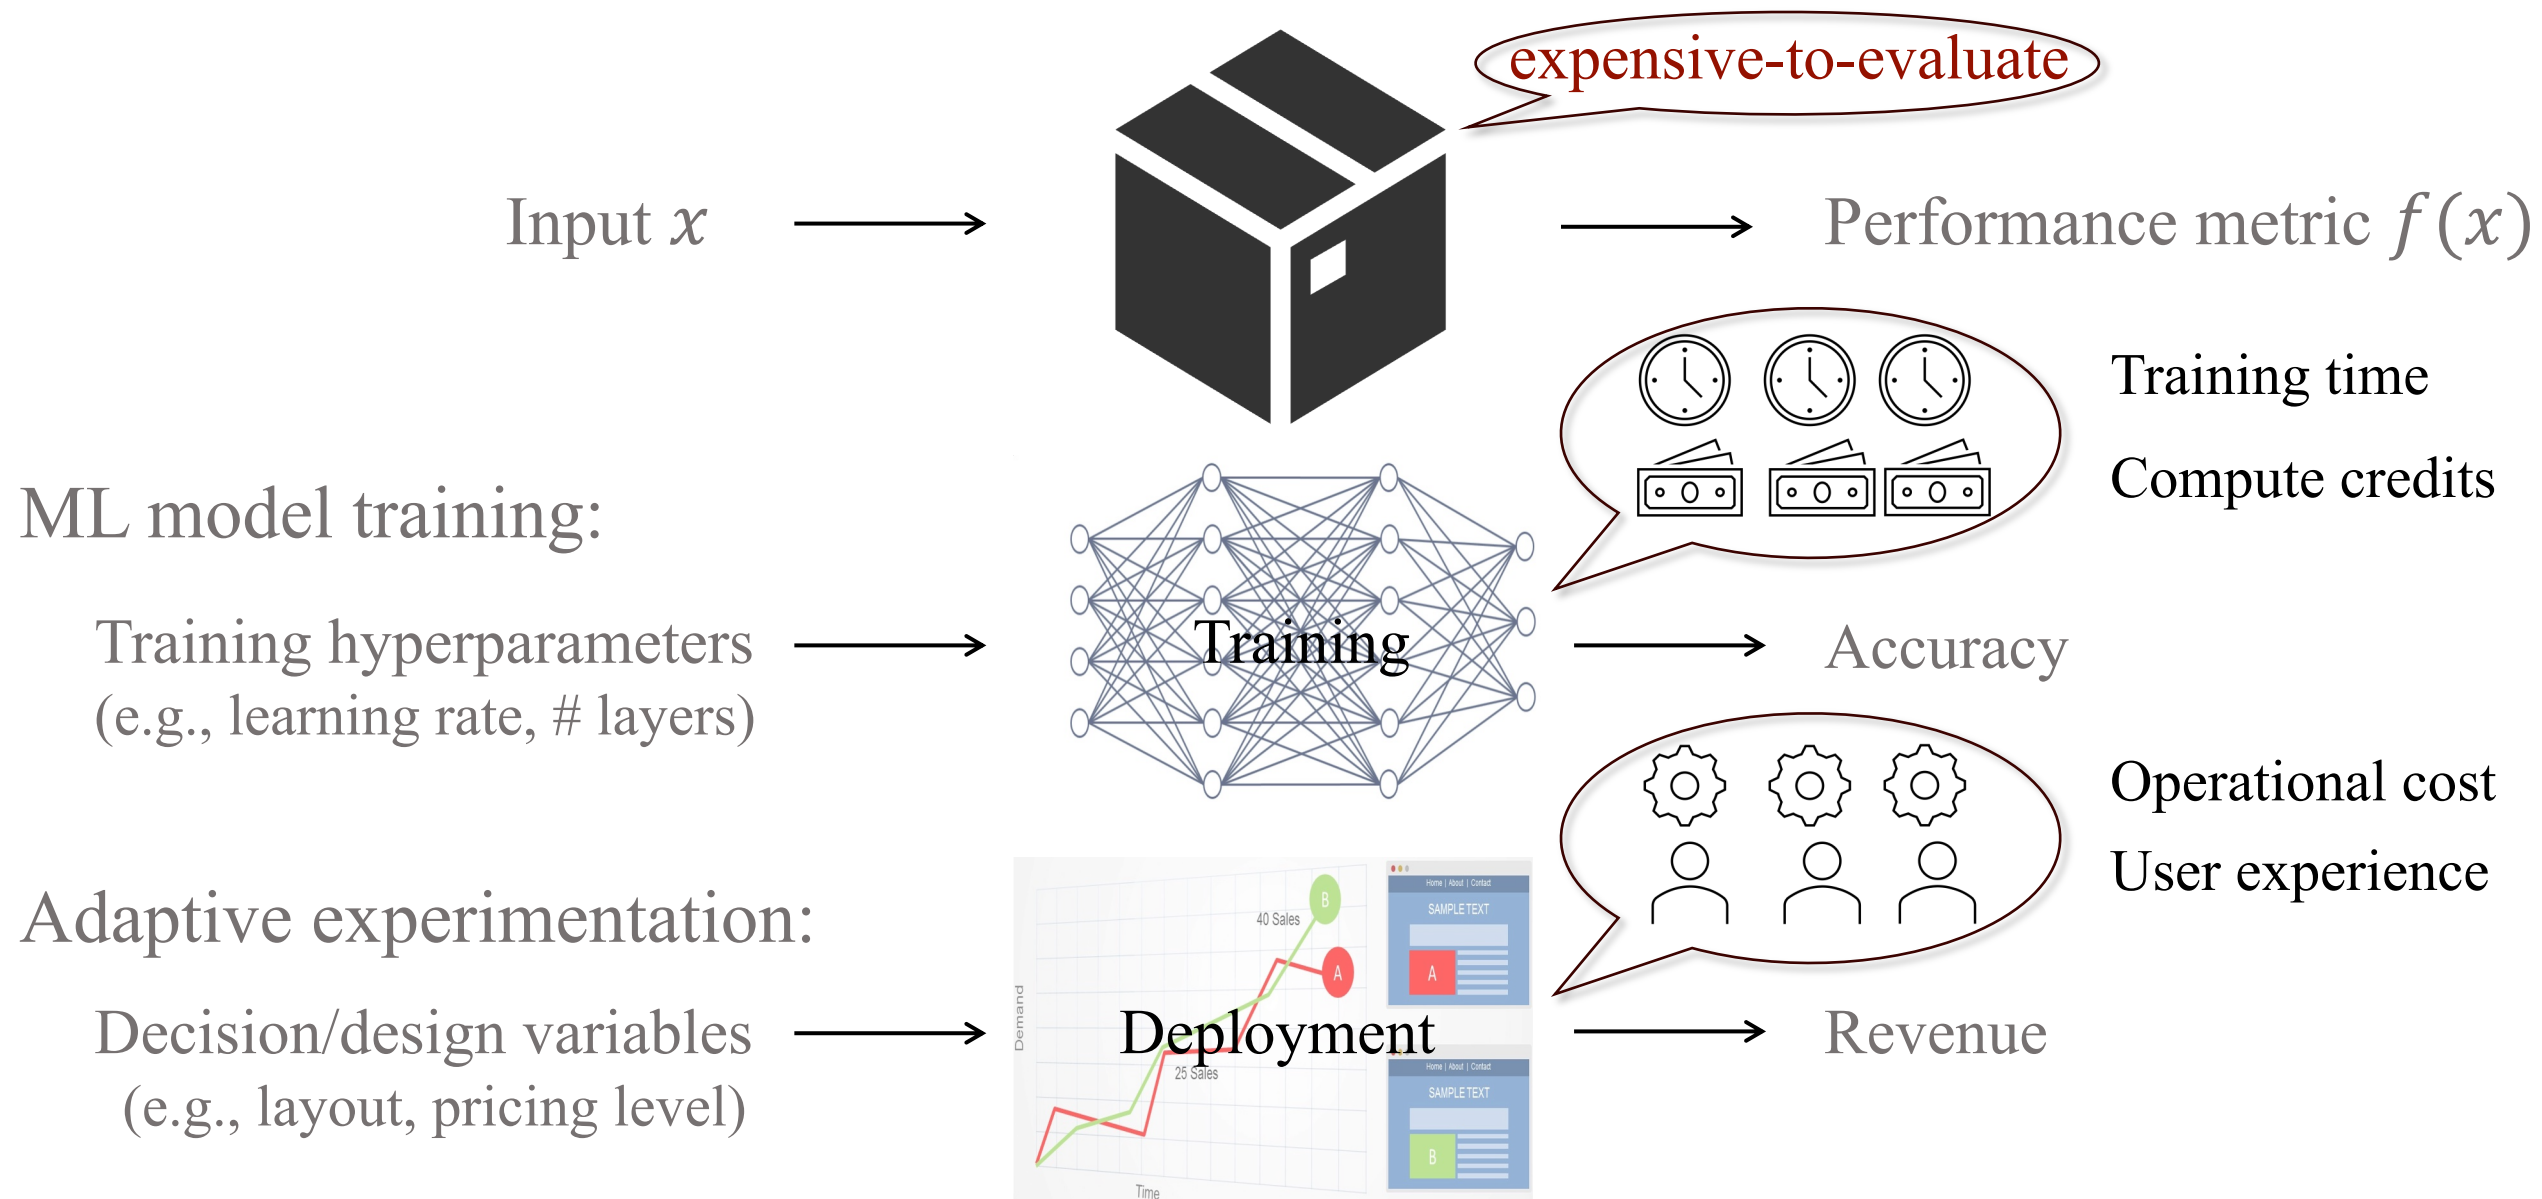 expensive-to-evaluate
Input x
Performance metric f(x)
Training time
Compute credits
ML model training:
Training hyperparameters
(e.g., learning rate, # layers)
Training
Accuracy
Operational cost
User experience
Adaptive experimentation:
Decision/design variables
(e.g., layout, pricing level)
Demand
40 Sales
B
A
Deployment
25 Sales
Time
Home | About | Contact
SAMPLE TEXT
A
Home | About | Contact
SAMPLE TEXT
B
Revenue